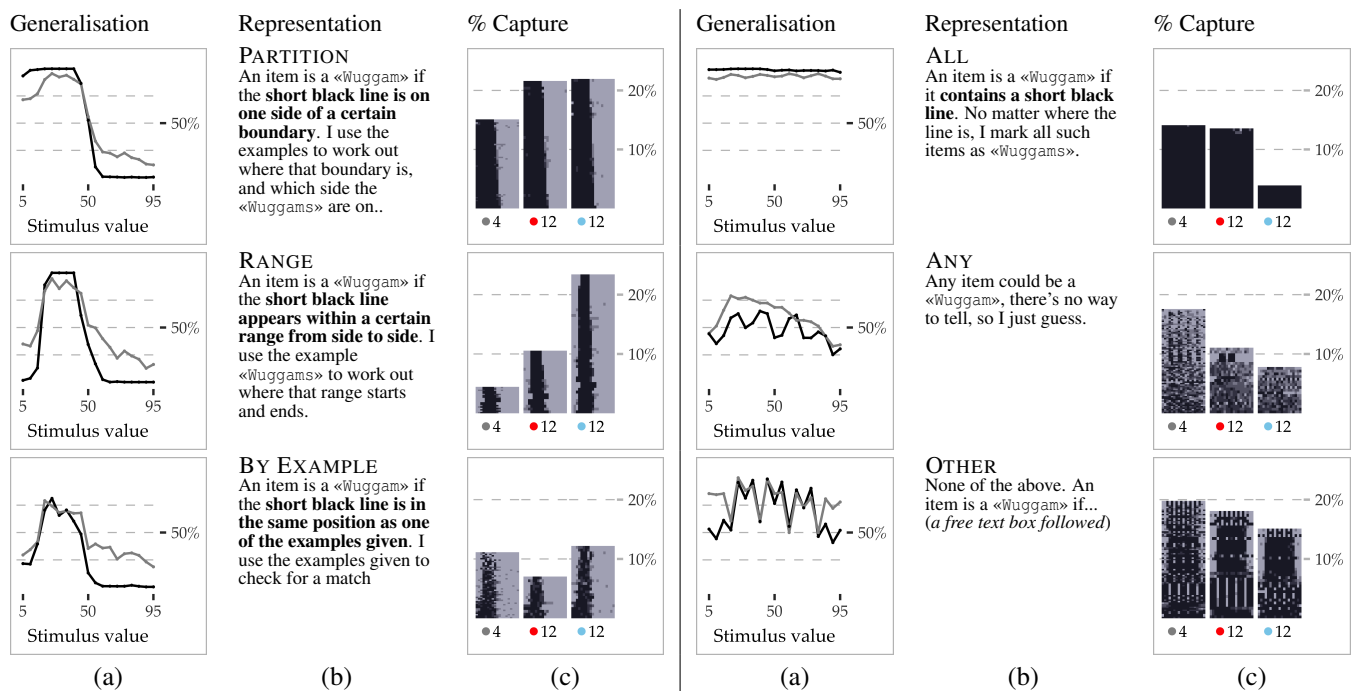 Generalisation
Representation
% Capture
PARTITION
An item is a «Wuggam» if
the short black line is on
one side of a certain
boundary. I use the
examples to work out
where that boundary is,
and which side the
«Wuggams» are on..
50%
5
50
95
Stimulus value
20%
10%
4
12
12
RANGE
An item is a «Wuggam» if
the short black line
appears within a certain
range from side to side. I
use the example
«Wuggams» to work out
where that range starts
and ends.
50%
5
50
95
Stimulus value
20%
10%
4
12
12
BY EXAMPLE
An item is a «Wuggam» if
the short black line is in
the same position as one
of the examples given. I
use the examples given to
check for a match
50%
5
50
95
Stimulus value
20%
10%
4
12
12
(a)
(b)
(c)
Generalisation
Representation
% Capture
ALL
An item is a «Wuggam» if
it contains a short black
line. No matter where the
line is, I mark all such
items as «Wuggams».
50%
5
50
95
Stimulus value
20%
10%
4
12
12
ANY
Any item could be a
«Wuggam», there's no way
to tell, so I just guess.
50%
5
50
95
Stimulus value
20%
10%
4
12
12
OTHER
None of the above. An
item is a «Wuggam» if...
(a free text box followed)
50%
5
50
95
Stimulus value
20%
10%
4
12
12
(a)
(b)
(c)